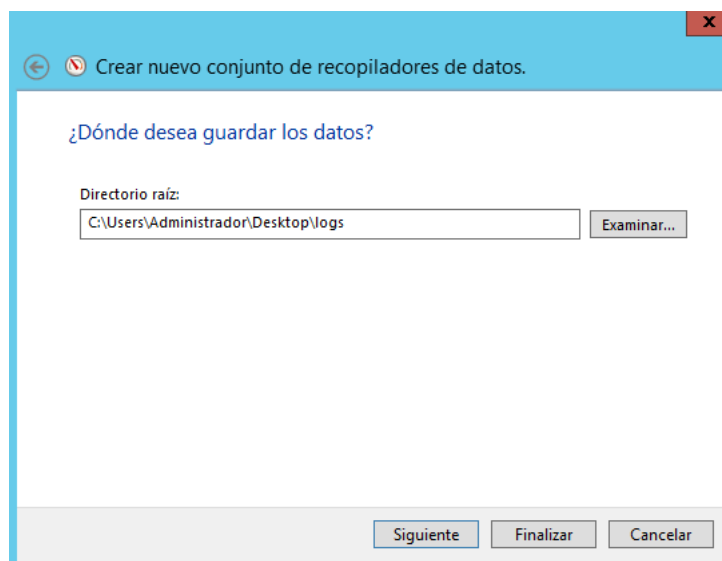 x
Crear nuevo conjunto de recopiladores de datos.
¿Dónde desea guardar los datos?
Directorio raíz:
C:\Users\Administrador\Desktop\logs
Examinar...
Siguiente Finalizar Cancelar